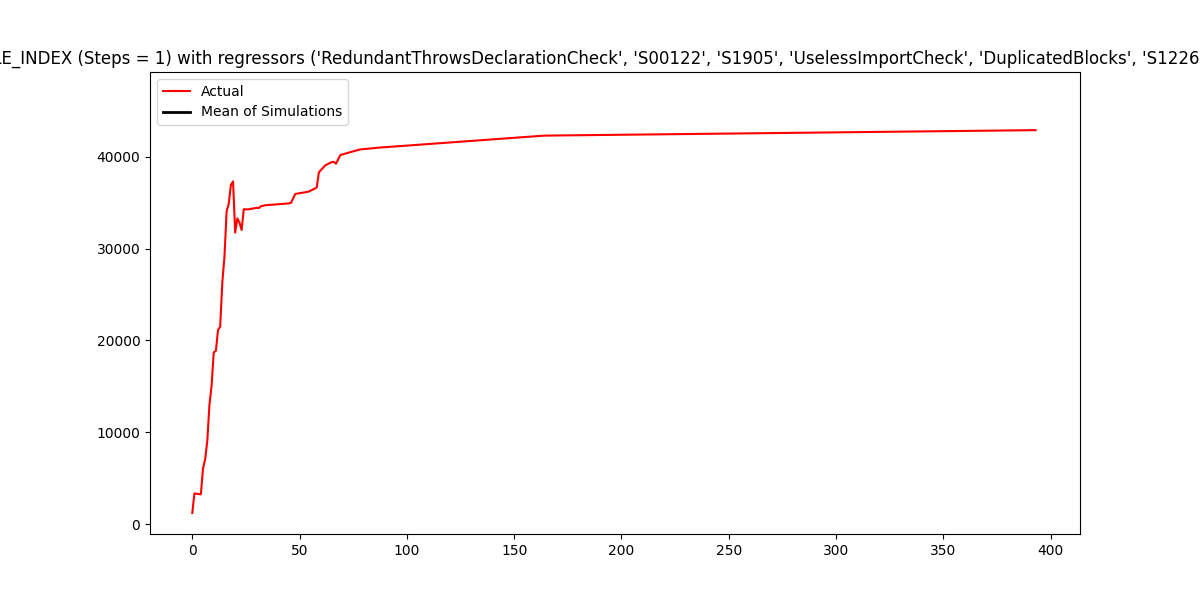 E_INDEX (Steps = 1) with regressors ('RedundantThrowsDeclarationCheck', 'S00122', 'S1905', 'UselessImportCheck', 'DuplicatedBlocks', 'S1226
Actual
Mean of Simulations
40000
30000
20000
10000
0
0 50 100 150 200 250 300 350 400